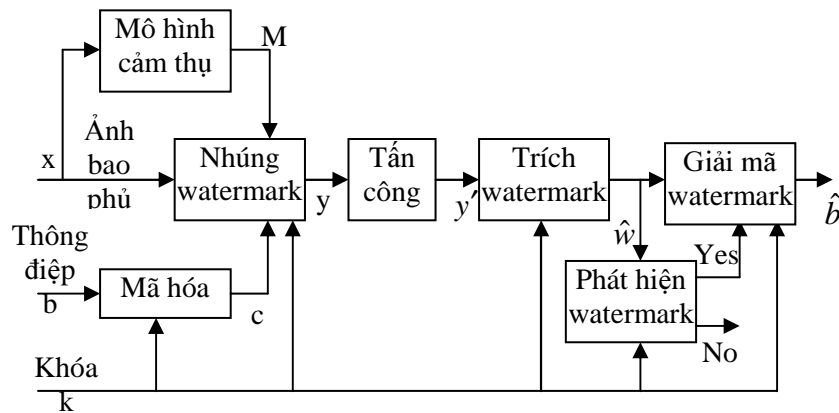 Mô hình
cảm thụ
M
x
Ảnh
bao
phủ
Nhúng
watermark
y
Tấn
công
y′
Trích
watermark
ŵ
Giải mã
watermark
b̂
Thông
điệp
b
Mã hóa
c
Phát hiện
watermark
Yes
No
Khóa
k